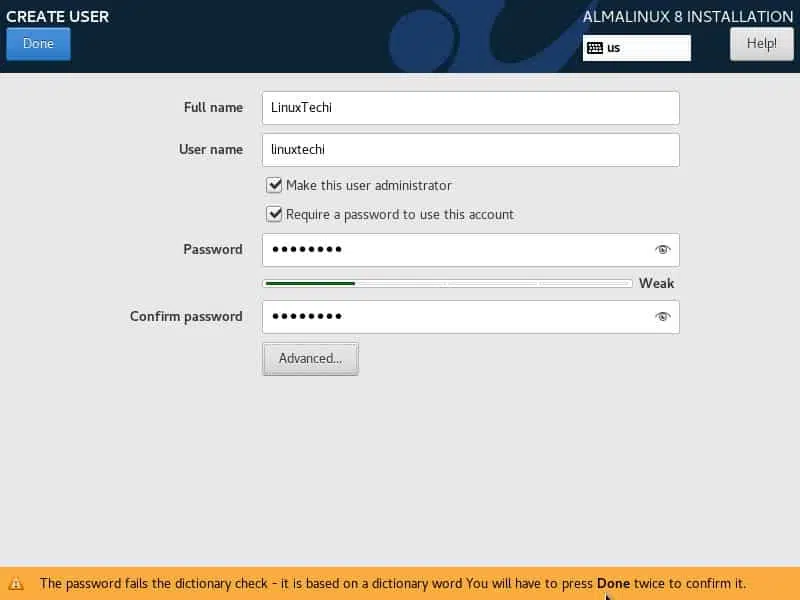 CREATE USER
ALMALINUX 8 INSTALLATION
Done
us
Help!
Full name
LinuxTechi
User name
linuxtechi
Make this user administrator
Require a password to use this account
Password
••••••••
Weak
Confirm password
••••••••
Advanced...
The password fails the dictionary check - it is based on a dictionary word You will have to press Done twice to confirm it.